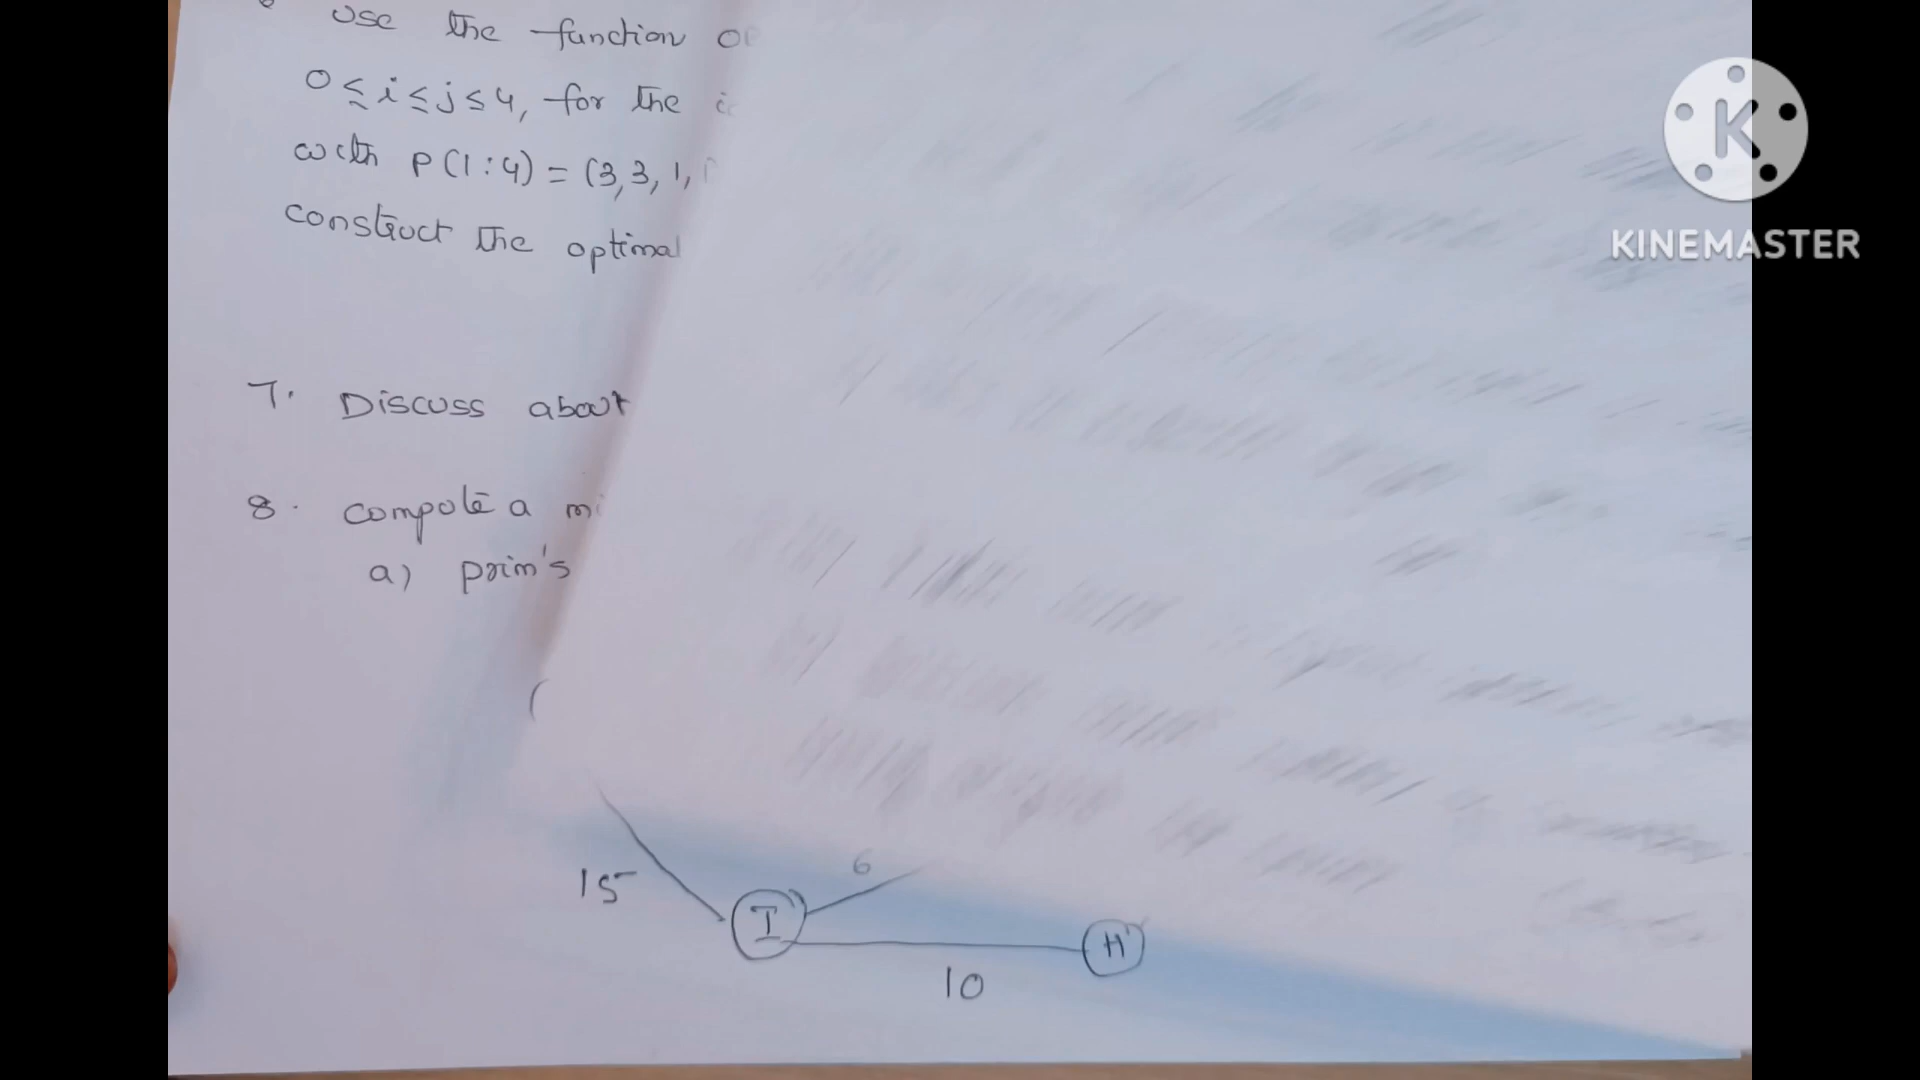 Use the function
0 ≤ i ≤ j ≤ 4, for the
with P(1:4) = (3, 3, 1,
construct the optimal
7. Discuss about
8. compute a
a) prim's
15
6
I
H
10
K
KINEMASTER